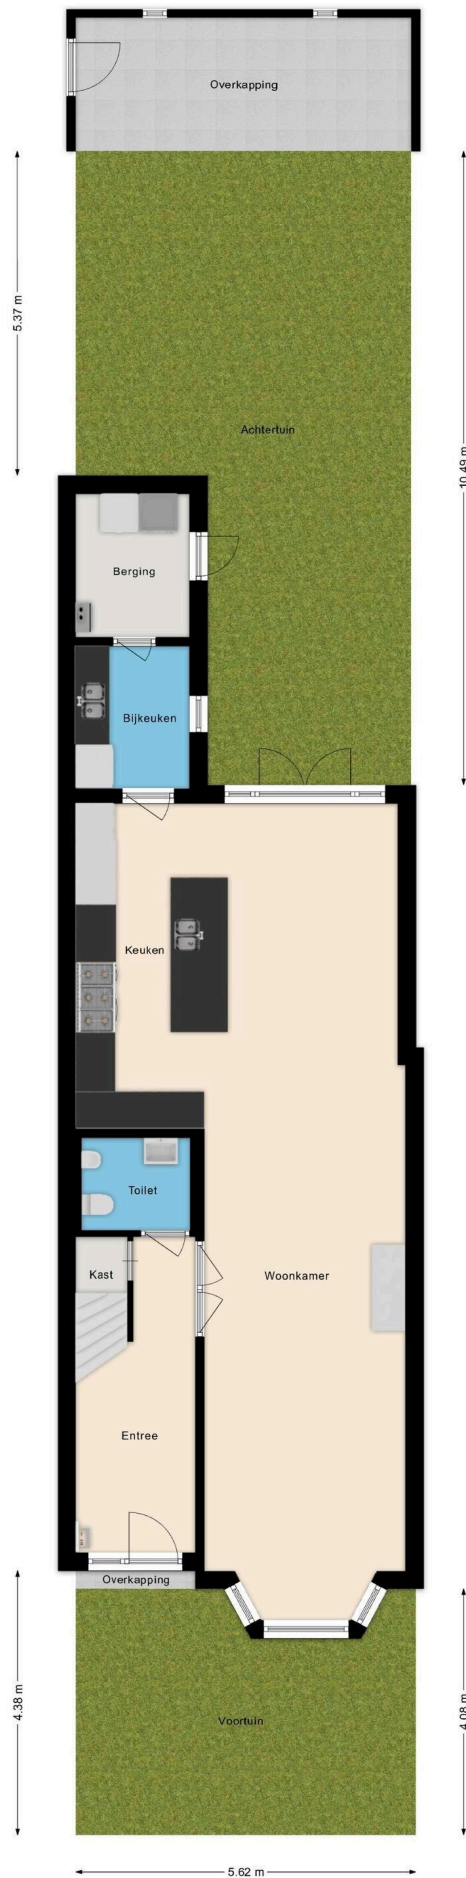 Overkapping
5.37 m
10.49 m
Achtertuin
Berging
Bijkeuken
Keuken
Toilet
Kast
Woonkamer
Entree
Overkapping
4.38 m
4.08 m
Voortuin
5.62 m